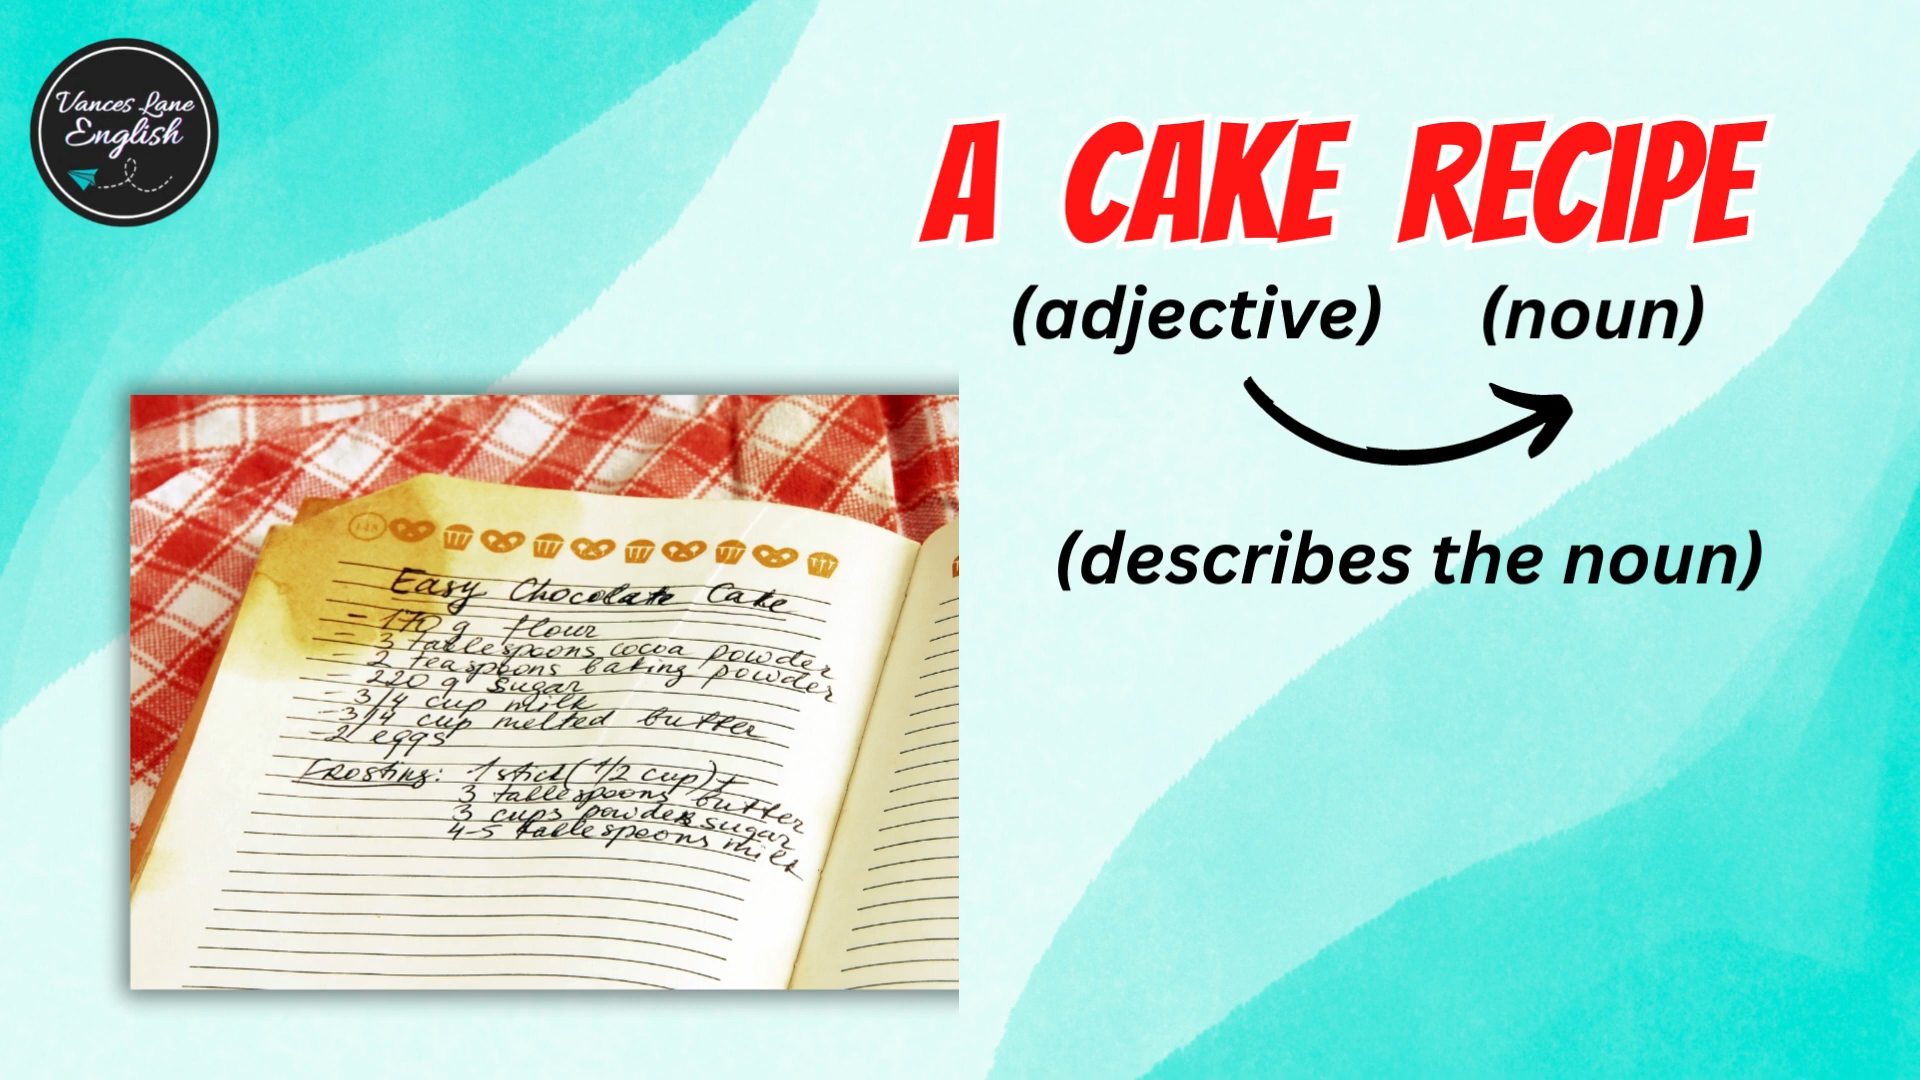 Vances Lane
English
A CAKE RECIPE
(adjective) (noun)
(describes the noun)
Easy Chocolate Cake
- 170 g flour
- 3 tablespoons cocoa powder
- 2 teaspoons baking powder
- 220 g sugar
- 3/4 cup milk
- 3/4 cup melted butter
- 2 eggs
Frosting: 1 stick (1/2 cup) +
3 tablespoons butter
3 cups powder sugar
4-5 tablespoons milk